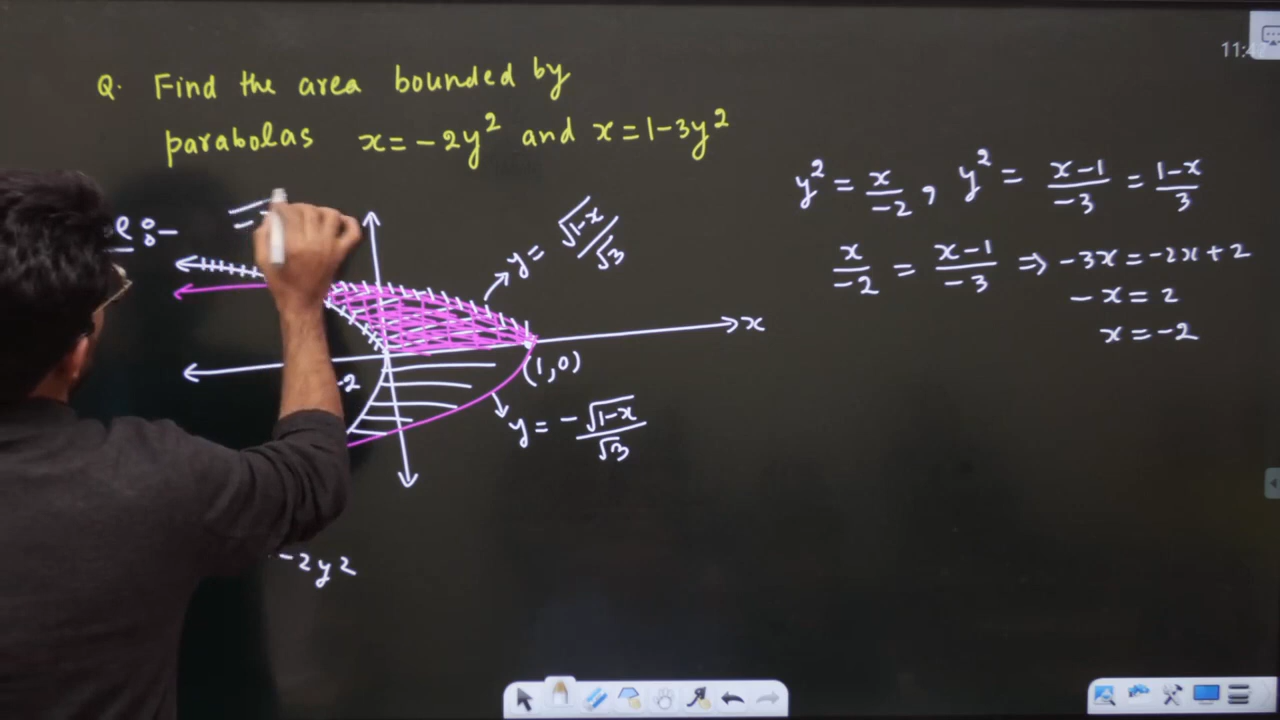 Q. Find the area bounded by
parabolas x = -2y² and x = 1-3y²
y² = x/-2 , y² = x-1/-3 = 1-x/3
x/-2 = x-1/-3 ⇒ -3x = -2x+2
-x = 2
x = -2
y = √1-x/√3
x
(1,0)
-2
y = -√1-x/√3
-2y2